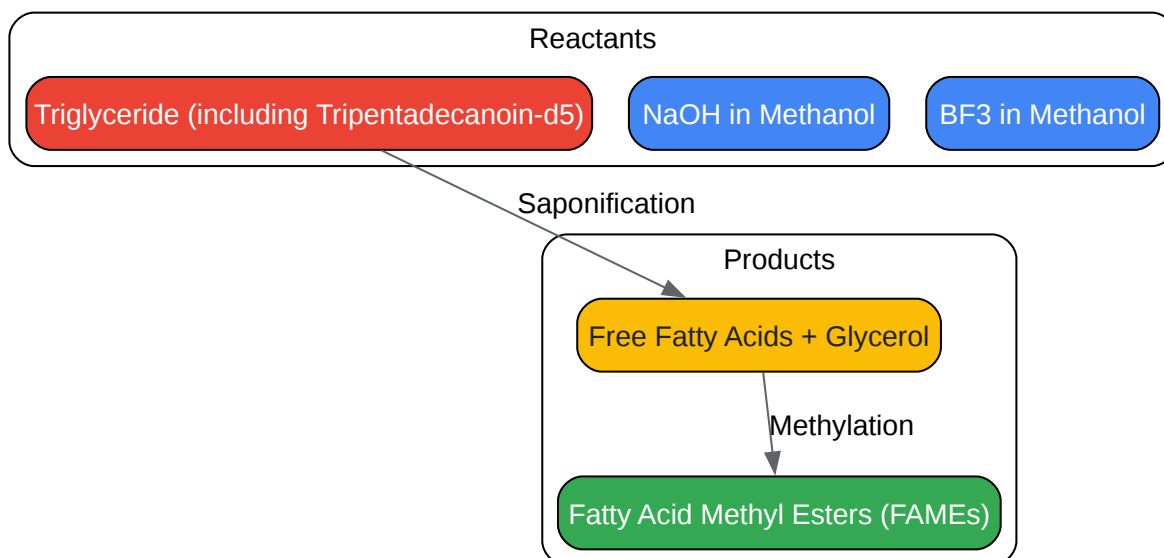 Reactants
Triglyceride (including Tripentadecanoin-d5)
NaOH in Methanol
BF3 in Methanol
Saponification
Products
Free Fatty Acids + Glycerol
Methylation
Fatty Acid Methyl Esters (FAMEs)